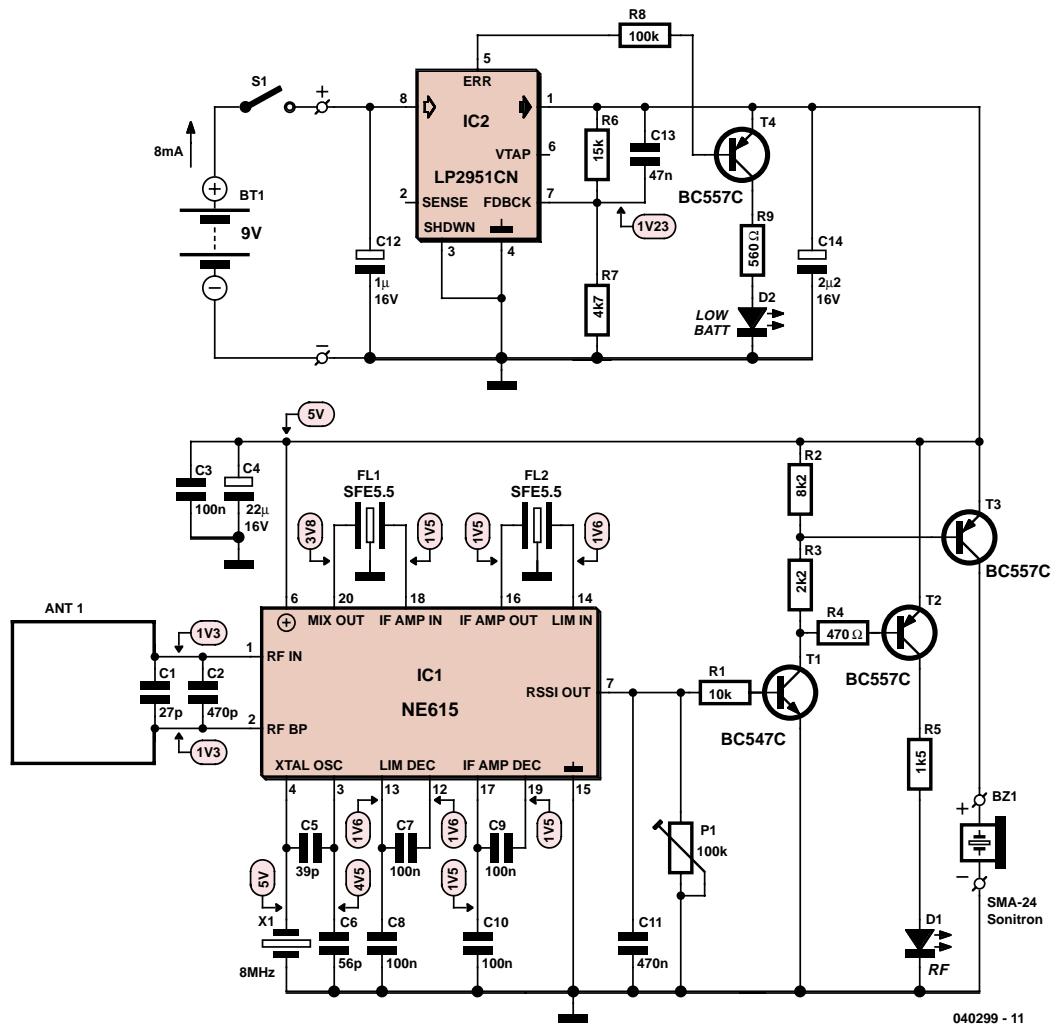 R8
100k
5
ERR
S1
+
8
1
IC2
R6
15k
C13
47n
T4
8mA
VTAP
6
LP2951CN
BC557C
BT1
2
SENSE
FDBCK
7
1V23
R9
560 Ω
9V
SHDWN
3
4
C12
1μ
16V
C14
2μ2
16V
R7
4k7
D2
LOW
BATT
–
5V
C3
100n
C4
22μ
16V
FL1
SFE5.5
FL2
SFE5.5
R2
8k2
T3
3V8
1V5
1V5
1V6
BC557C
R3
2k2
ANT 1
6
20
18
16
14
MIX OUT
IF AMP IN
IF AMP OUT
LIM IN
R4
470 Ω
T2
1V3
1
RF IN
IC1
NE615
C1
27p
C2
470p
RSSI OUT
7
R1
10k
T1
BC557C
2
RF BP
1V3
BC547C
R5
1k5
XTAL OSC
LIM DEC
IF AMP DEC
4
3
13
12
17
19
15
BZ1
+
–
C5
39p
1V6
C7
100n
1V6
C9
100n
1V5
P1
100k
5V
4V5
1V5
SMA-24
Sonitron
X1
8MHz
C6
56p
C8
100n
C10
100n
C11
470n
D1
RF
040299 - 11